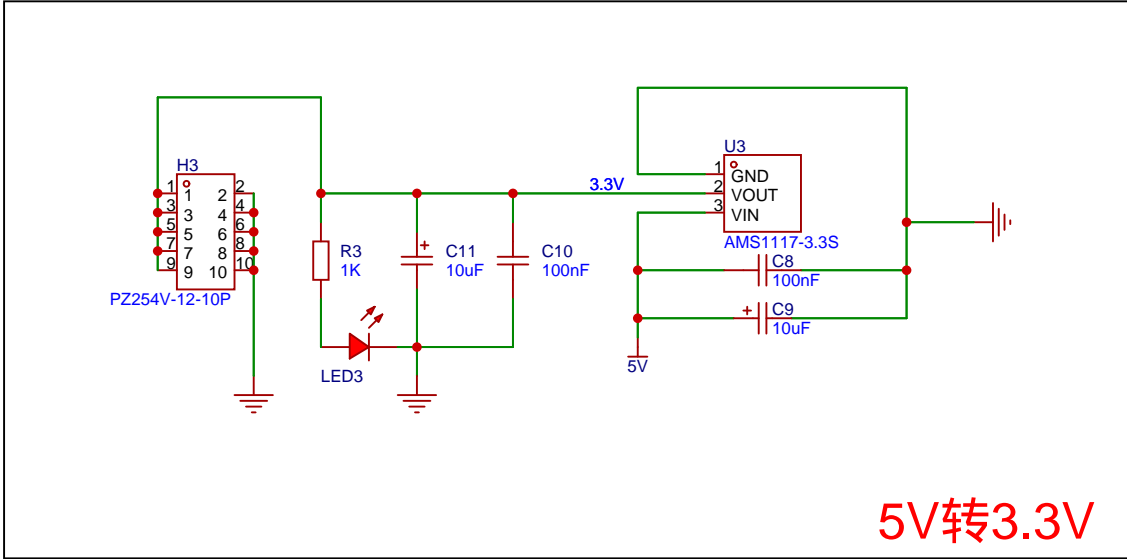 H3
1 1 2 2
3 3 4 4
5 5 6 6
7 7 8 8
9 9 10 10
PZ254V-12-10P
R3
1K
LED3
+ C11
10uF
C10
100nF
3.3V
U3
1 GND
2 VOUT
3 VIN
AMS1117-3.3S
C8
100nF
+ C9
10uF
5V
5V转3.3V